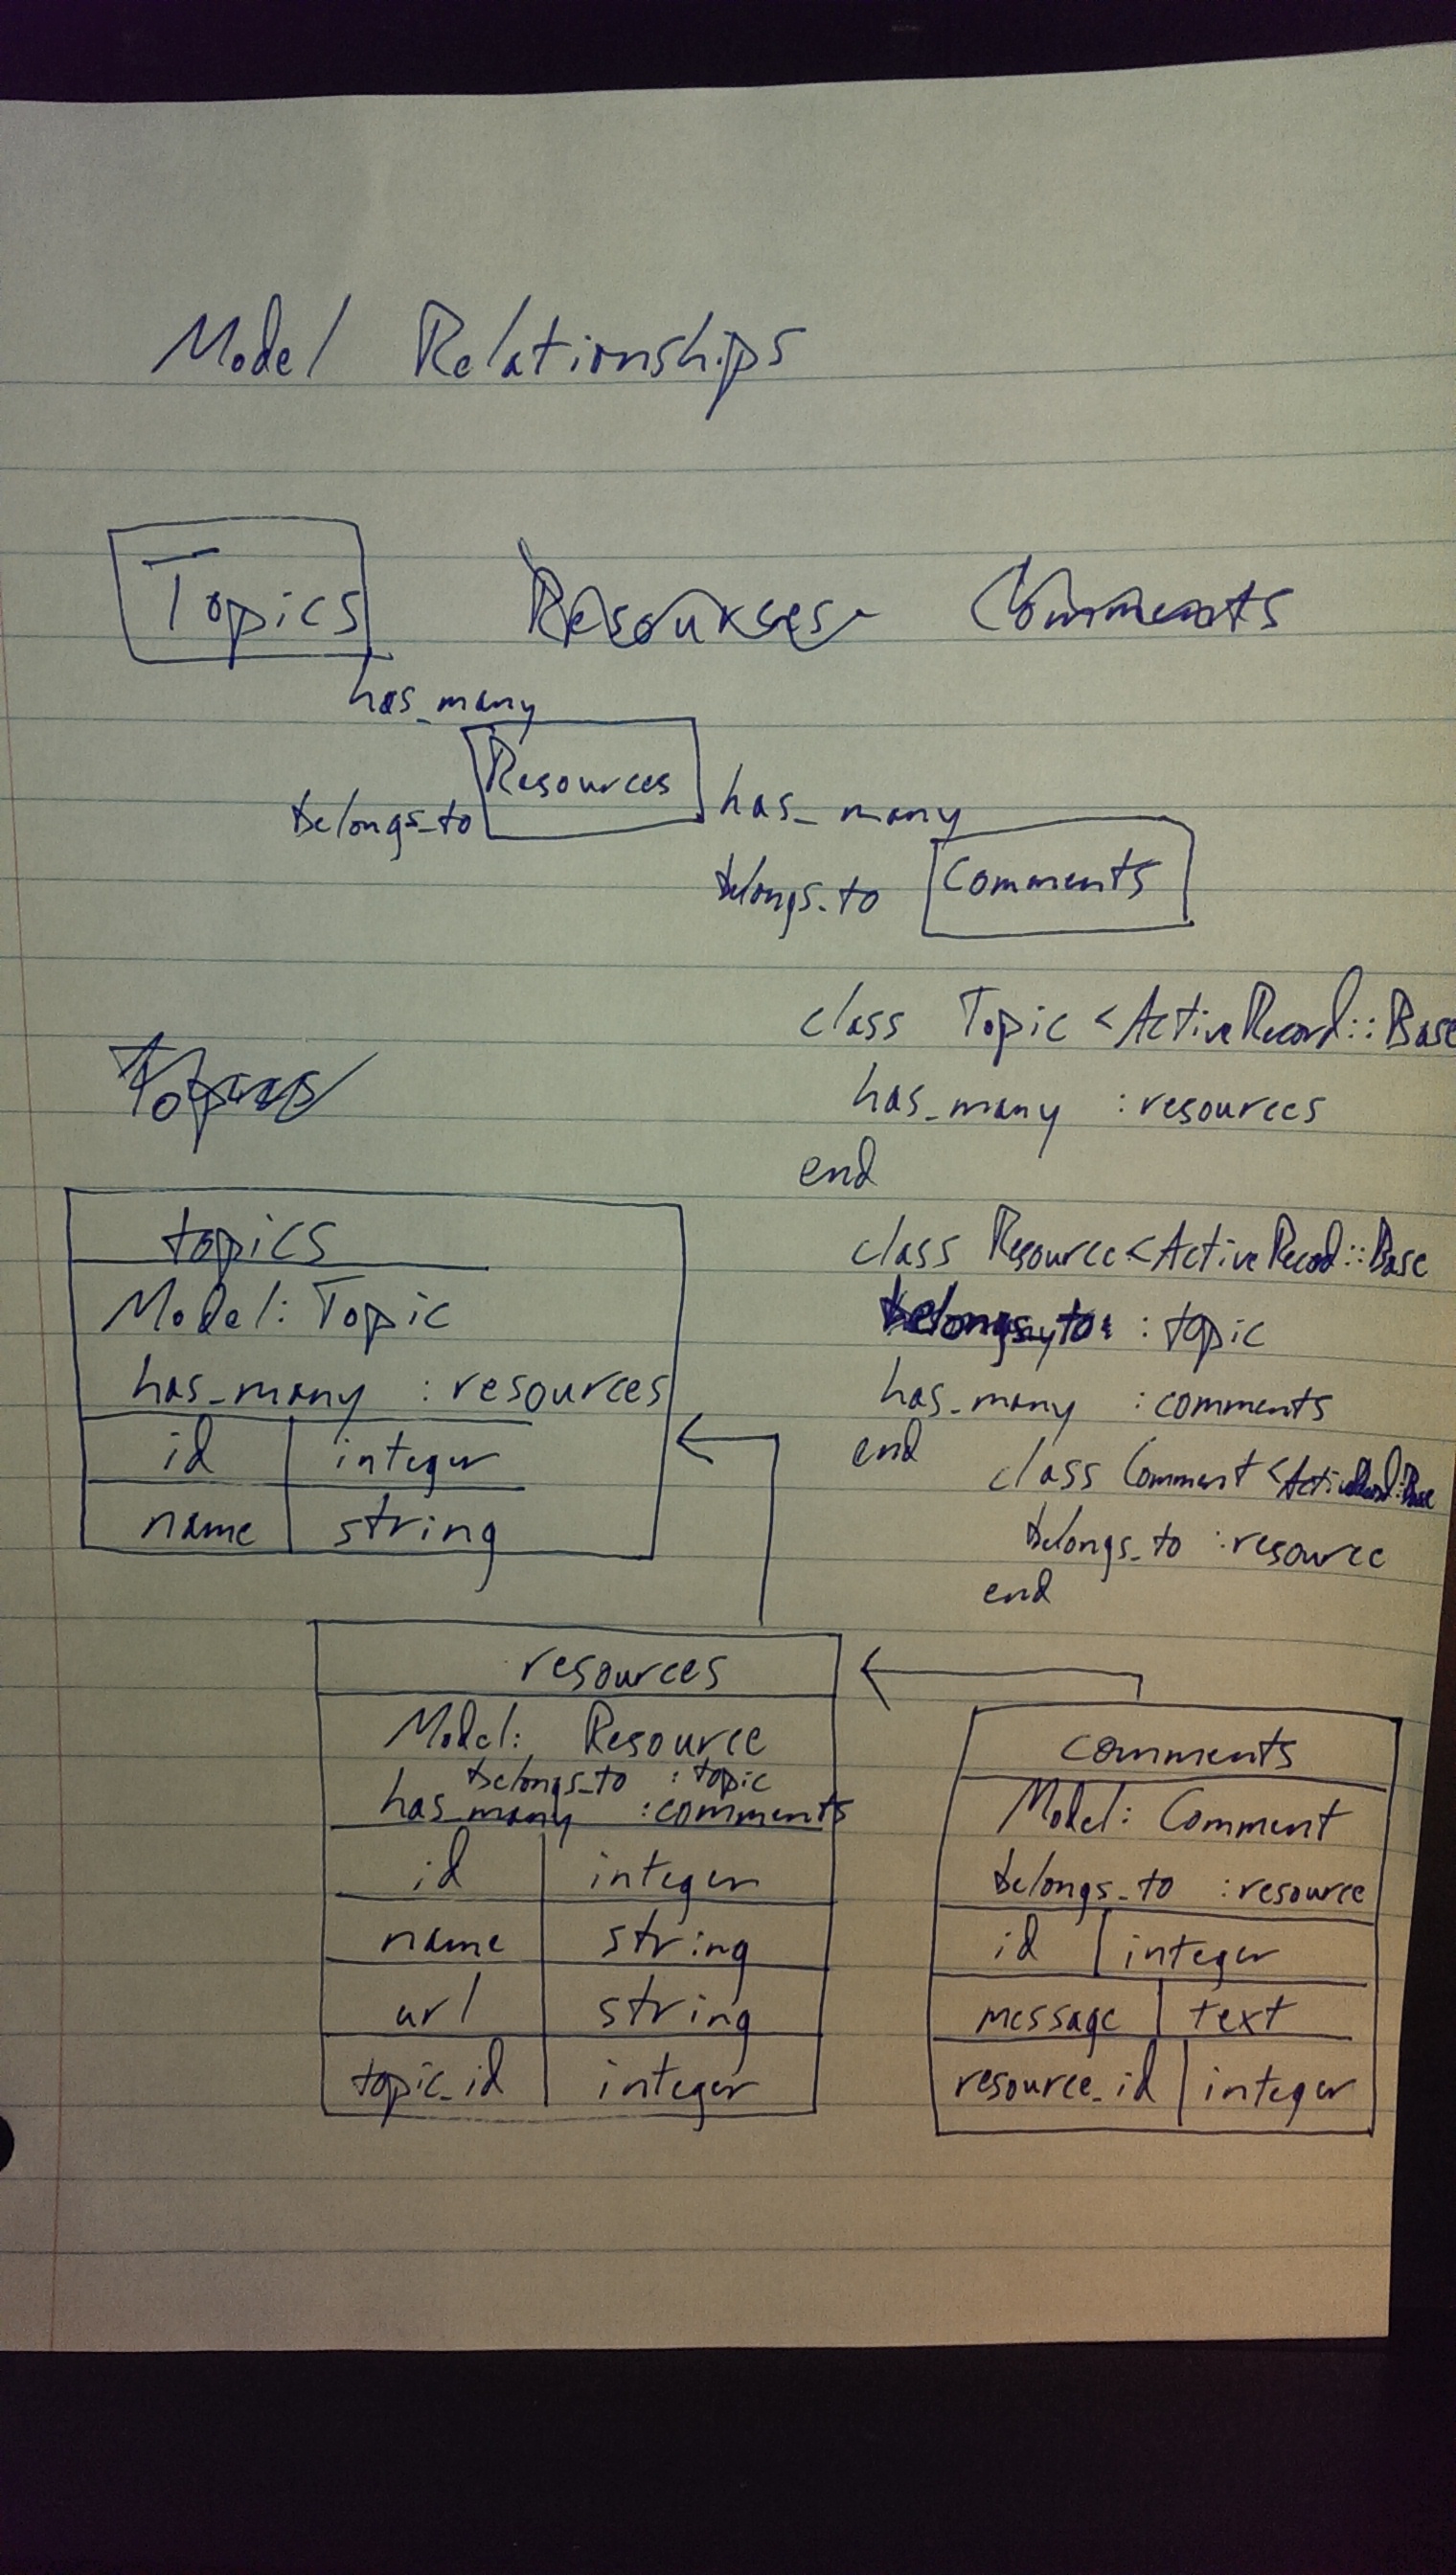 Model Relationships
Topics Resourses Comments
has_many
Resources
belongs_to
has_many
belongs_to
Comments
Topics
class Topic < ActiveRecord::Base
has_many :resources
end
class Resource < ActiveRecod::Base
belongs_to : topic
has_many :comments
end
class Comment < ActiveRecord::Base
belongs_to :resource
end
topics
Model: Topic
has_many :resources
id integer
name string
resources
Model: Resource
belongs_to :topic
has_many :comments
id integer
name string
url string
topic_id integer
comments
Model: Comment
belongs_to :resource
id integer
message text
resource_id integer